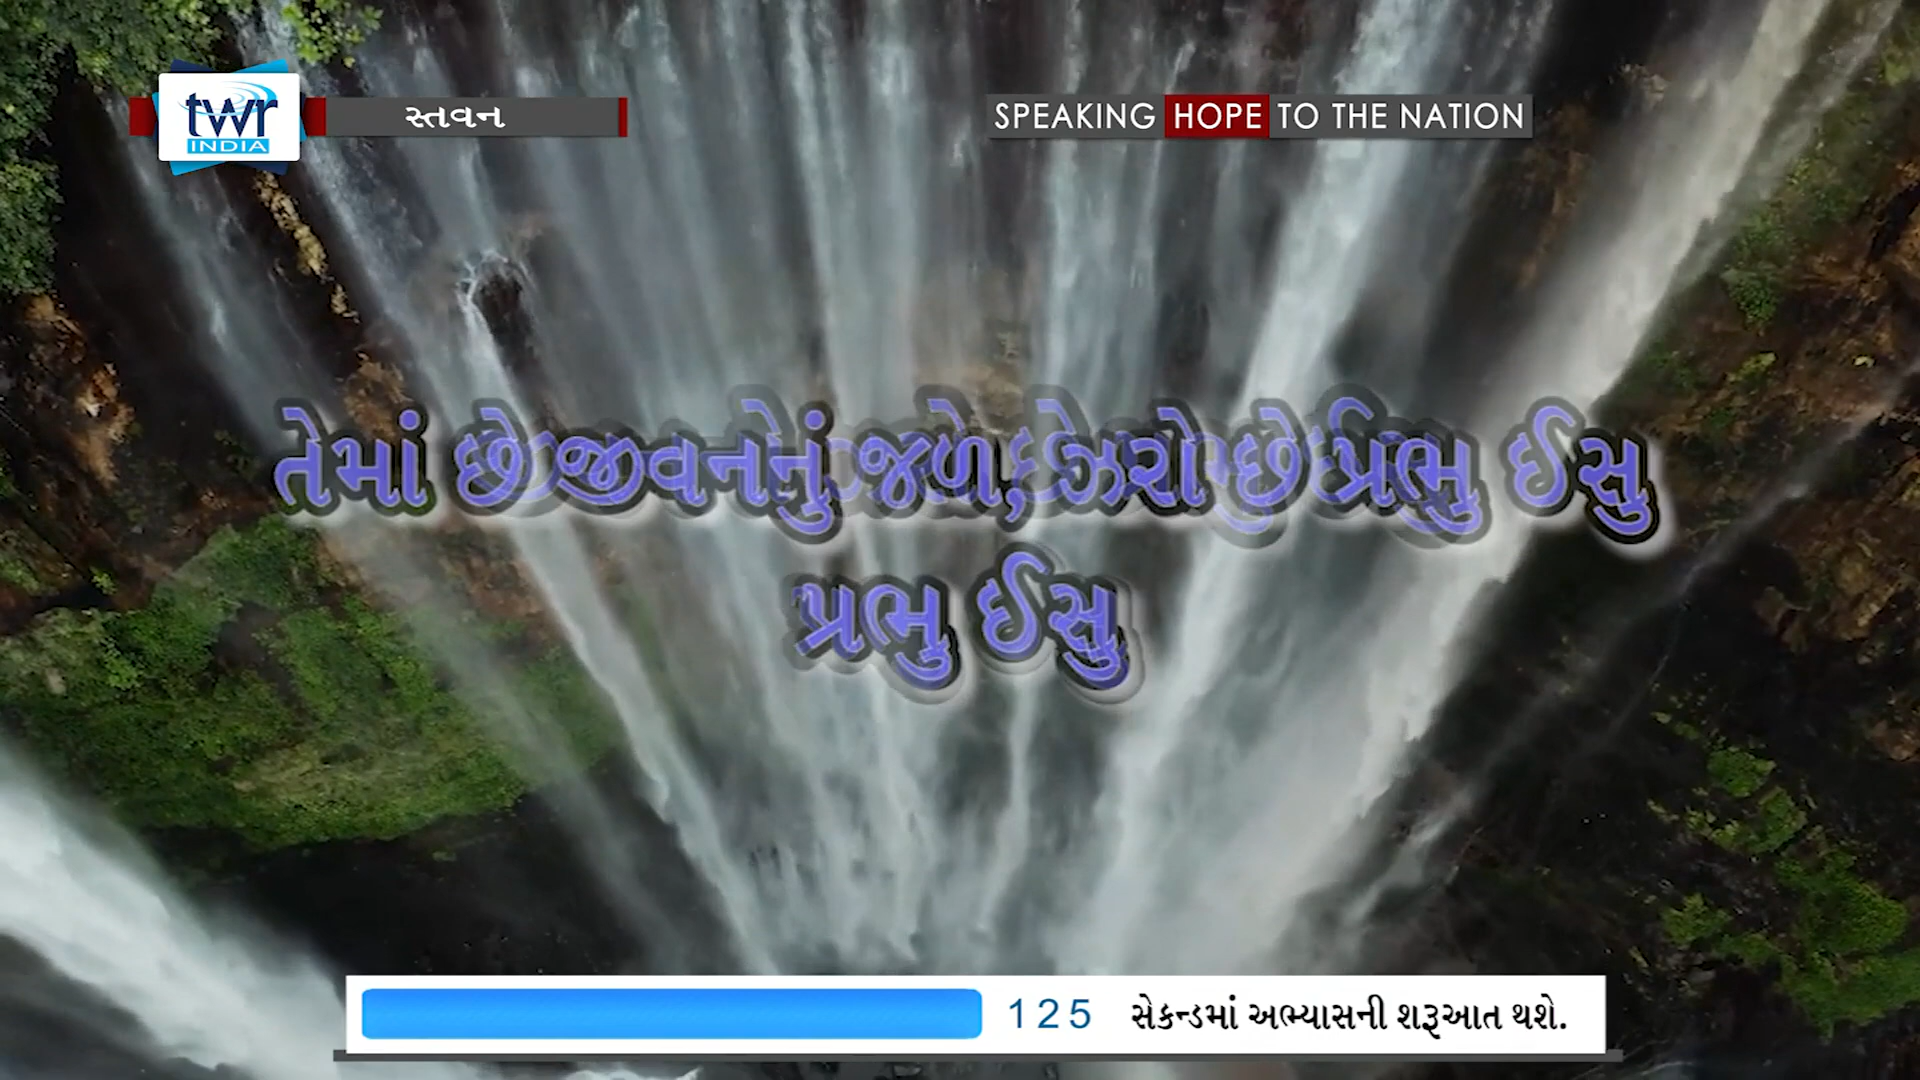 twr
INDIA
સ્તવન
SPEAKING HOPE TO THE NATION
તેમાં છે જીવનનું જળ, ઝરો છે પ્રભુ ઈસુ
પ્રભુ ઈસુ
125 સેકન્ડમાં અભ્યાસની શરૂઆત થશે.